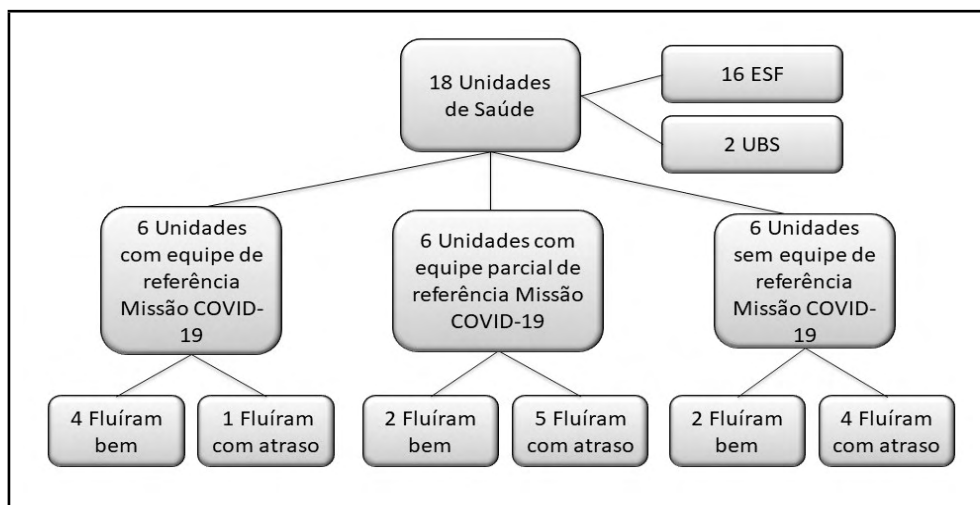 18 Unidades
de Saúde
16 ESF
2 UBS
6 Unidades
com equipe de
referência
Missão COVID-
19
6 Unidades com
equipe parcial de
referência Missão
COVID-19
6 Unidades
sem equipe de
referência
Missão COVID-
19
4 Fluíram
bem
1 Fluíram
com atraso
2 Fluíram
bem
5 Fluíram
com atraso
2 Fluíram
bem
4 Fluíram
com atraso